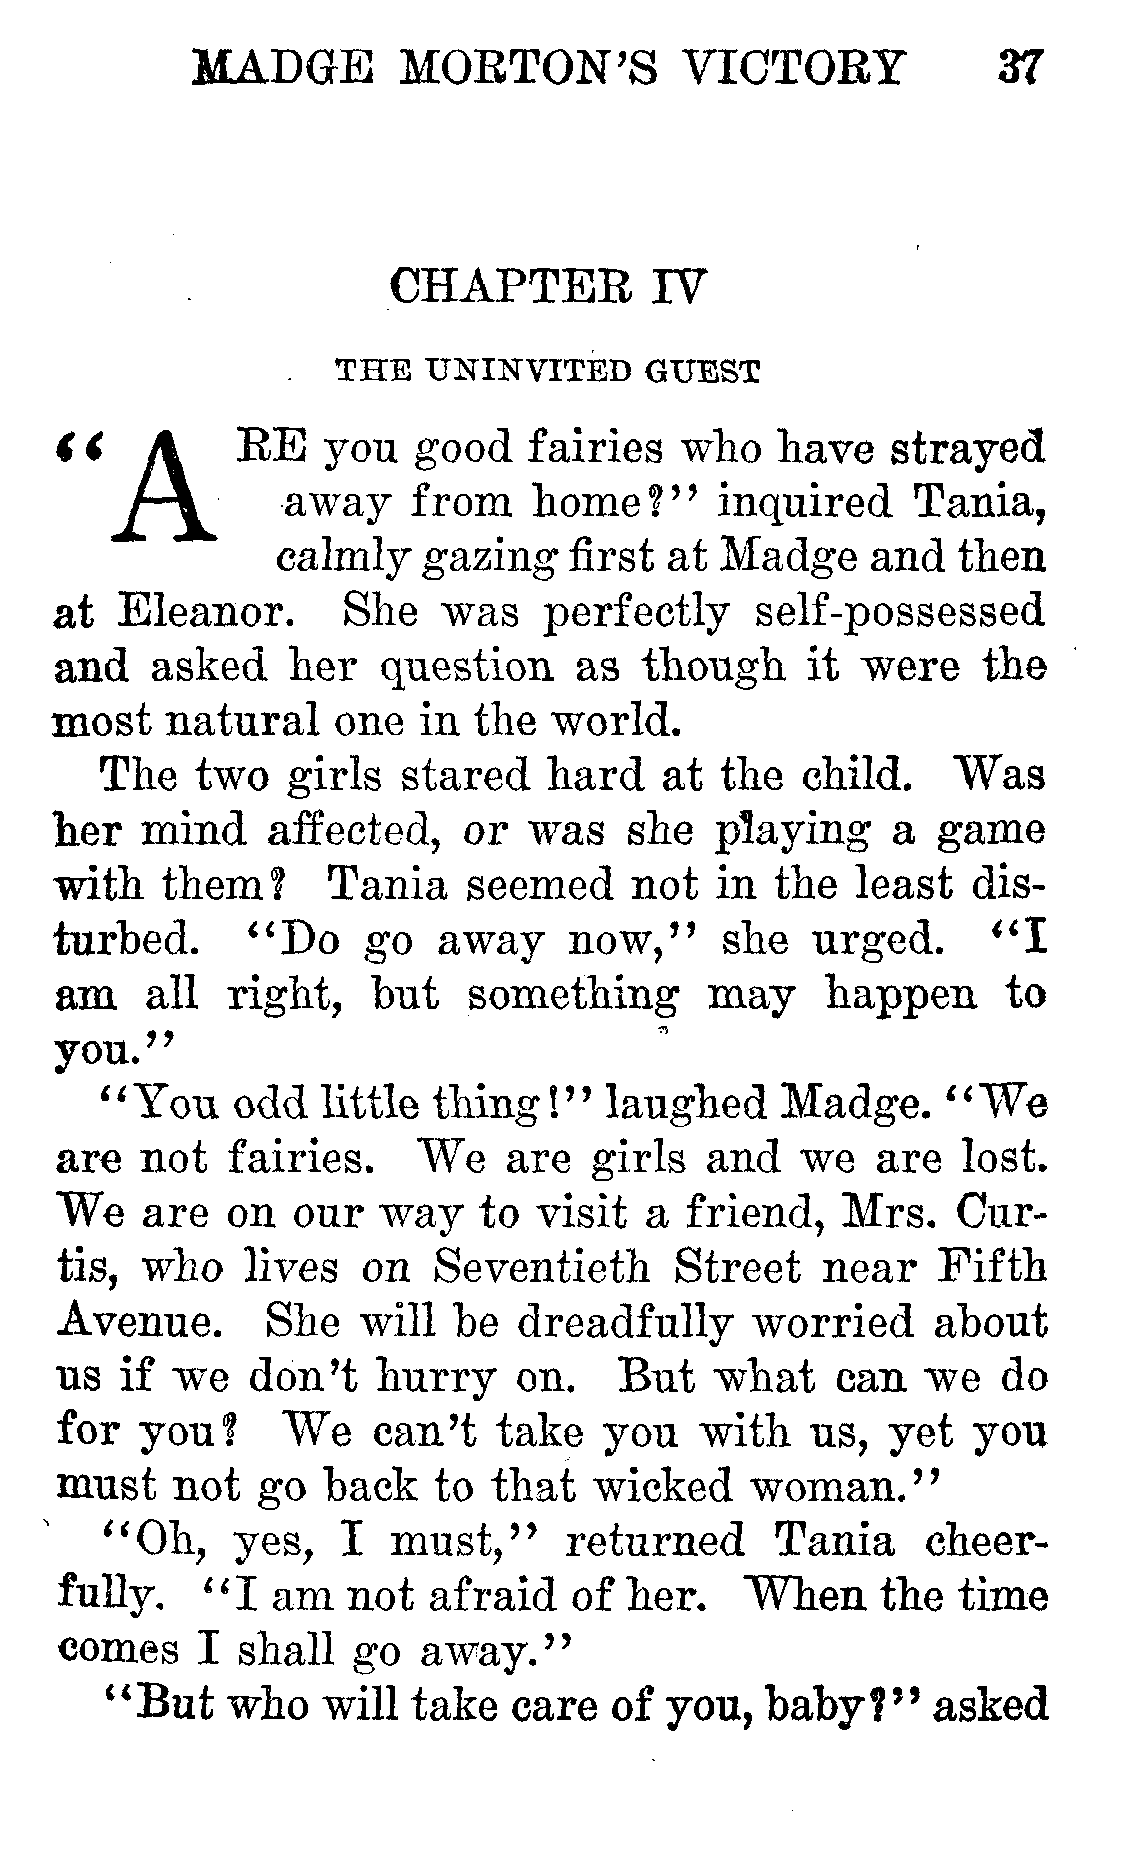 MADGE MORTON'S VICTORY 37
CHAPTER IV
THE UNINVITED GUEST
"ARE you good fairies who have strayed
away from home?" inquired Tania,
calmly gazing first at Madge and then
at Eleanor. She was perfectly self-possessed
and asked her question as though it were the
most natural one in the world.
The two girls stared hard at the child. Was
her mind affected, or was she playing a game
with them? Tania seemed not in the least dis-
turbed. "Do go away now," she urged. "I
am all right, but something may happen to
you."
"You odd little thing!" laughed Madge. "We
are not fairies. We are girls and we are lost.
We are on our way to visit a friend, Mrs. Cur-
tis, who lives on Seventieth Street near Fifth
Avenue. She will be dreadfully worried about
us if we don't hurry on. But what can we do
for you? We can't take you with us, yet you
must not go back to that wicked woman."
"Oh, yes, I must," returned Tania cheer-
fully. "I am not afraid of her. When the time
comes I shall go away."
"But who will take care of you, baby?" asked